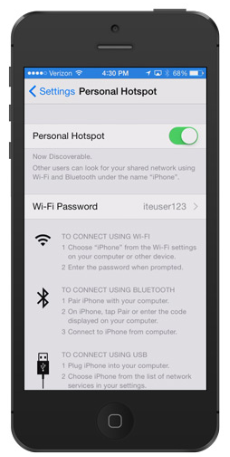 Verizon 4:30 PM 68%
Settings Personal Hotspot
Personal Hotspot
Now Discoverable.
Other users can look for your shared network using
Wi-Fi and Bluetooth under the name "iPhone".
Wi-Fi Password iteuser123
TO CONNECT USING WI-FI
1 Choose "iPhone" from the Wi-Fi settings
on your computer or other device.
2 Enter the password when prompted.
TO CONNECT USING BLUETOOTH
1 Pair iPhone with your computer.
2 On iPhone, tap Pair or enter the code
displayed on your computer.
3 Connect to iPhone from computer.
TO CONNECT USING USB
1 Plug iPhone into your computer.
2 Choose iPhone from the list of network
services in your settings.